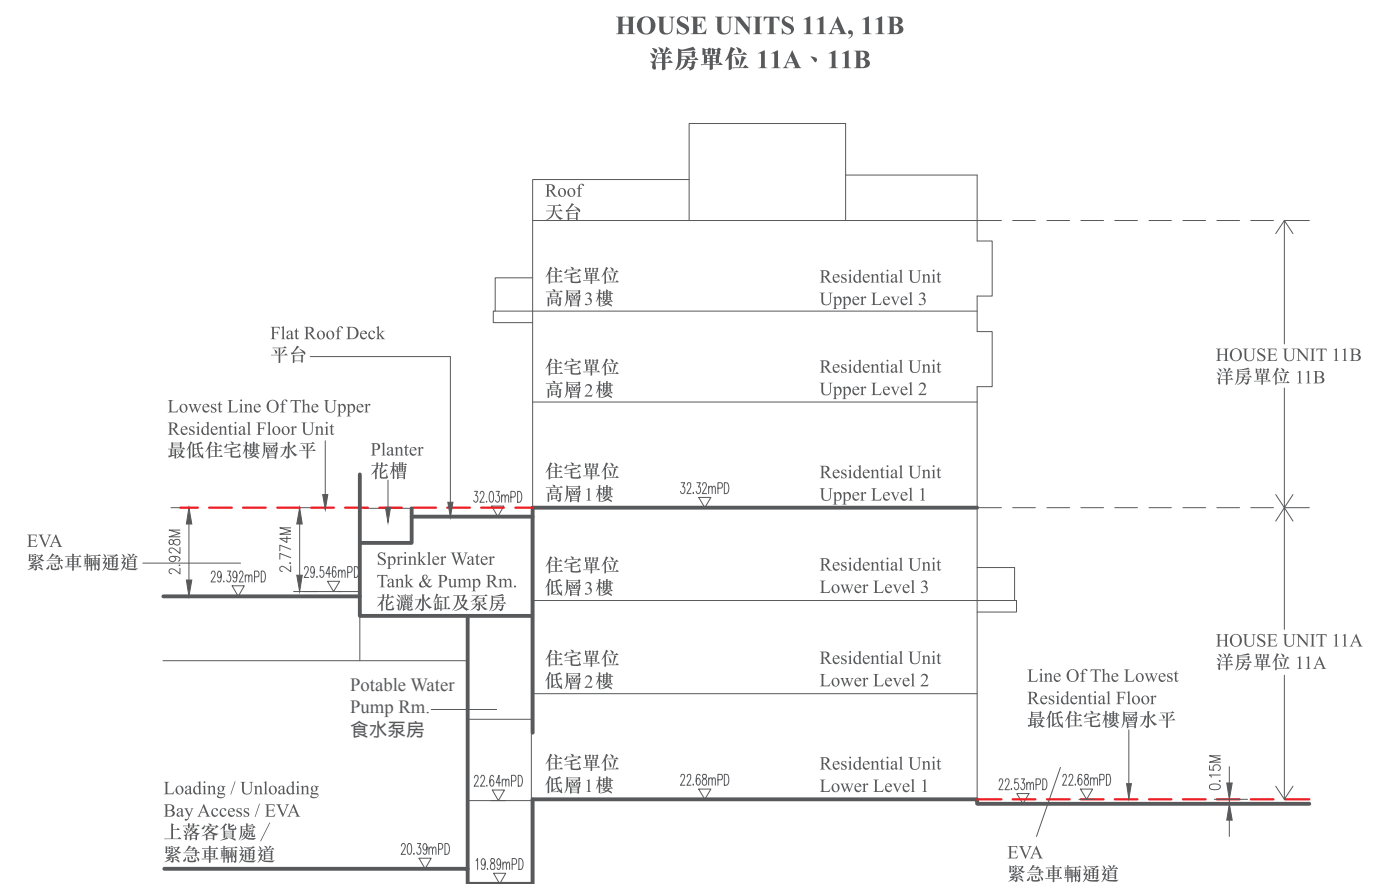 HOUSE UNITS 11A, 11B
洋房單位 11A、11B
Roof
天台
住宅單位
高層3樓
Residential Unit
Upper Level 3
Flat Roof Deck
平台
住宅單位
高層2樓
Residential Unit
Upper Level 2
HOUSE UNIT 11B
洋房單位 11B
Lowest Line Of The Upper
Residential Floor Unit
最低住宅樓層水平
Planter
花槽
住宅單位
高層1樓
Residential Unit
Upper Level 1
32.03mPD
32.32mPD
EVA
緊急車輛通道
2.928M
2.774M
29.392mPD
29.546mPD
Sprinkler Water
Tank & Pump Rm.
花灑水缸及泵房
住宅單位
低層3樓
Residential Unit
Lower Level 3
HOUSE UNIT 11A
洋房單位 11A
住宅單位
低層2樓
Residential Unit
Lower Level 2
Potable Water
Pump Rm.
食水泵房
Line Of The Lowest
Residential Floor
最低住宅樓層水平
住宅單位
低層1樓
Residential Unit
Lower Level 1
22.64mPD
22.68mPD
22.53mPD
22.68mPD
0.15M
Loading / Unloading
Bay Access / EVA
上落客貨處 /
緊急車輛通道
20.39mPD
19.89mPD
EVA
緊急車輛通道